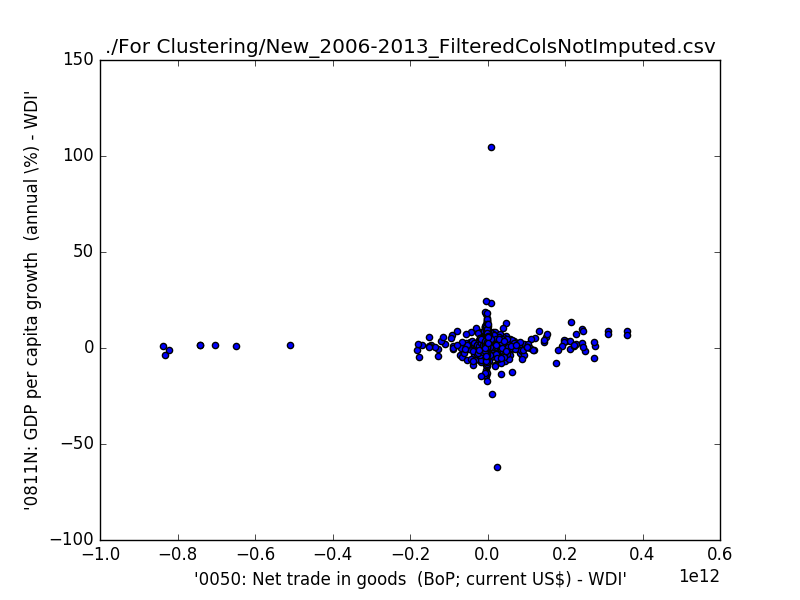 ./For Clustering/New_2006-2013_FilteredColsNotImputed.csv
150
100
50
0
−50
−100
'0811N: GDP per capita growth  (annual \%) - WDI'
−1.0 −0.8 −0.6 −0.4 −0.2 0.0 0.2 0.4 0.6
1e12
'0050: Net trade in goods  (BoP; current US$) - WDI'